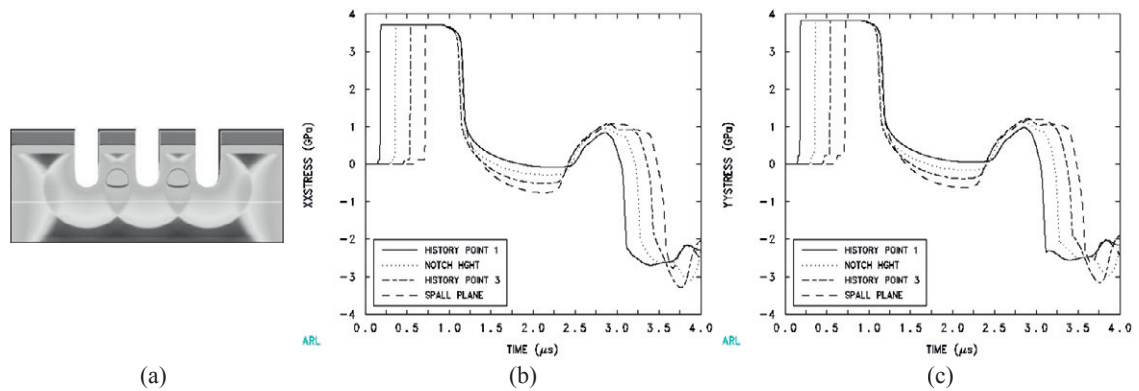 XXSTRESS (GPa)
4
3
2
1
0
-1
-2
-3
-4
HISTORY POINT 1
NOTCH HGHT
HISTORY POINT 3
SPALL PLANE
0.0 0.5 1.0 1.5 2.0 2.5 3.0 3.5 4.0
ARL
TIME (μs)
YYSTRESS (GPa)
4
3
2
1
0
-1
-2
-3
-4
HISTORY POINT 1
NOTCH HGHT
HISTORY POINT 3
SPALL PLANE
0.0 0.5 1.0 1.5 2.0 2.5 3.0 3.5 4.0
ARL
TIME (μs)
(a) (b) (c)